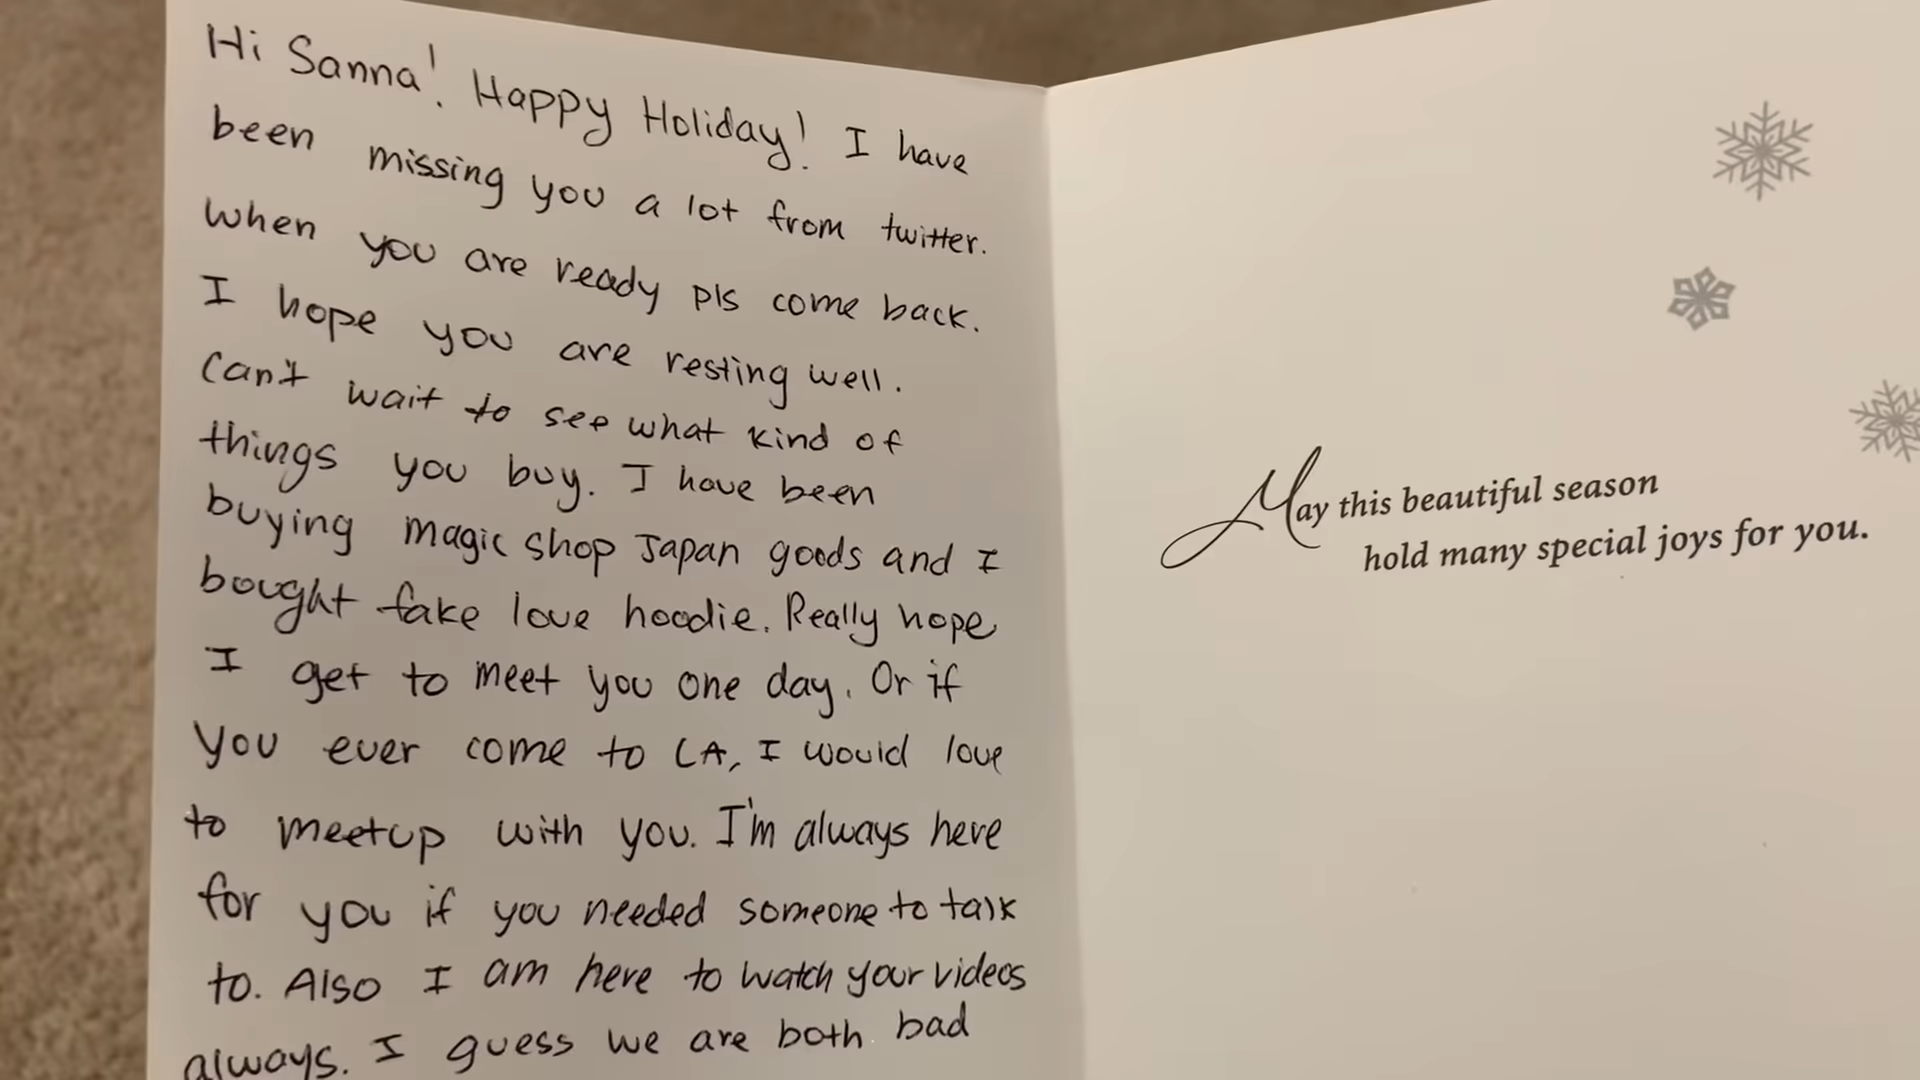 Hi Sanna! Happy Holiday! I have
been missing you a lot from twitter.
When you are ready pls come back.
I hope you are resting well.
Can't wait to see what kind of
things you buy. I have been
buying magic shop Japan goods and I
bought fake love hoodie. Really hope
I get to meet you one day. Or if
you ever come to LA, I would love
to meetup with you. I'm always here
for you if you needed someone to talk
to. Also I am here to watch your videos
always. I guess we are both bad
May this beautiful season
hold many special joys for you.